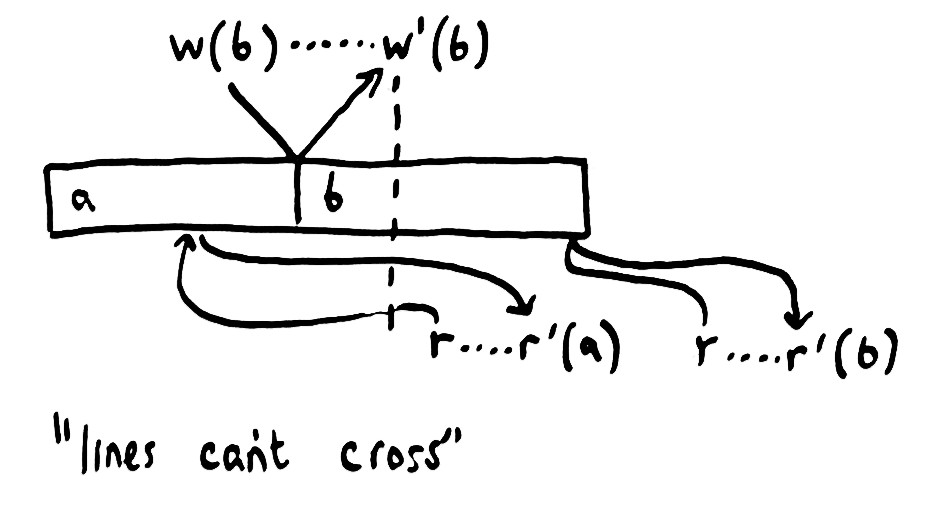 w(b)......w'(b)
a b
r....r'(a) r....r'(b)
"lines can't cross"